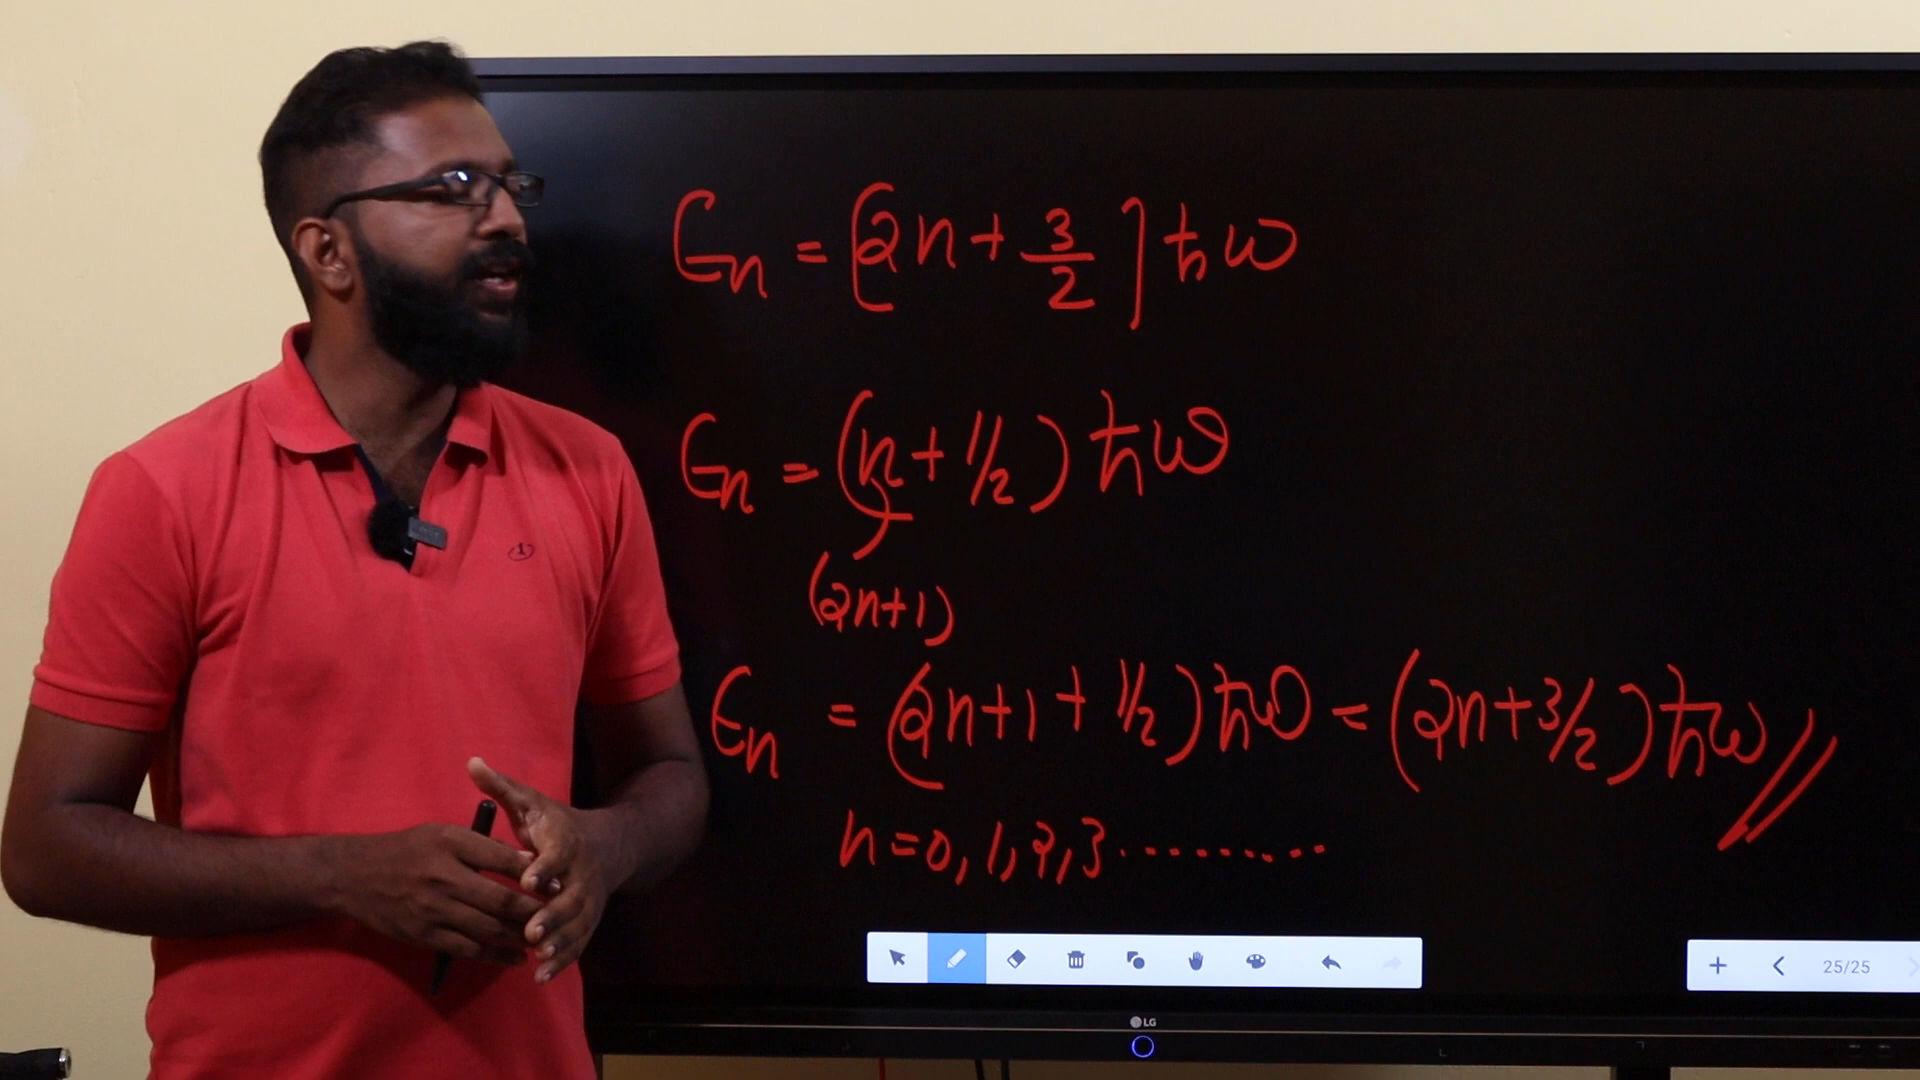 Eₙ = [2n + 3/2] ħω
Eₙ = (n + 1/2) ħω
(2n+1)
Eₙ = (2n+1 + 1/2) ħω = (2n + 3/2) ħω //
n = 0, 1, 2, 3 ..........
25/25
LG